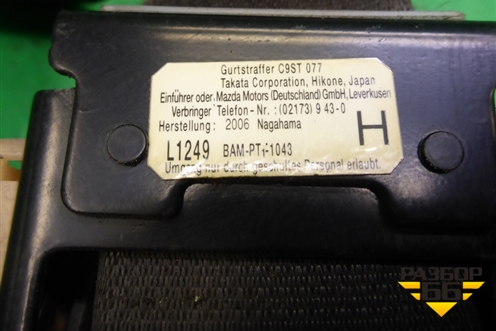 Gurtstraffer C9ST 077
Takata Corporation, Hikone, Japan
Einführer oder Mazda Motors (Deutschland) GmbH, Leverkusen
Verbringer Telefon-Nr.: (02173) 9 43-0
Herstellung: 2006 Nagahama
H
L1249 BAM-PT1-1043
Umgang nur durch geschultes Personal erlaubt.
РАЗБОР
66